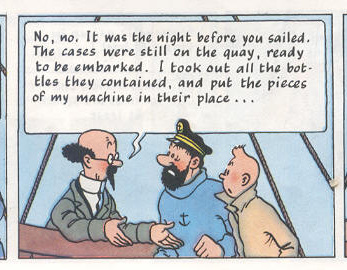 No, no. It was the night before you sailed.
The cases were still on the quay, ready
to be embarked. I took out all the bot-
tles they contained, and put the pieces
of my machine in their place ...